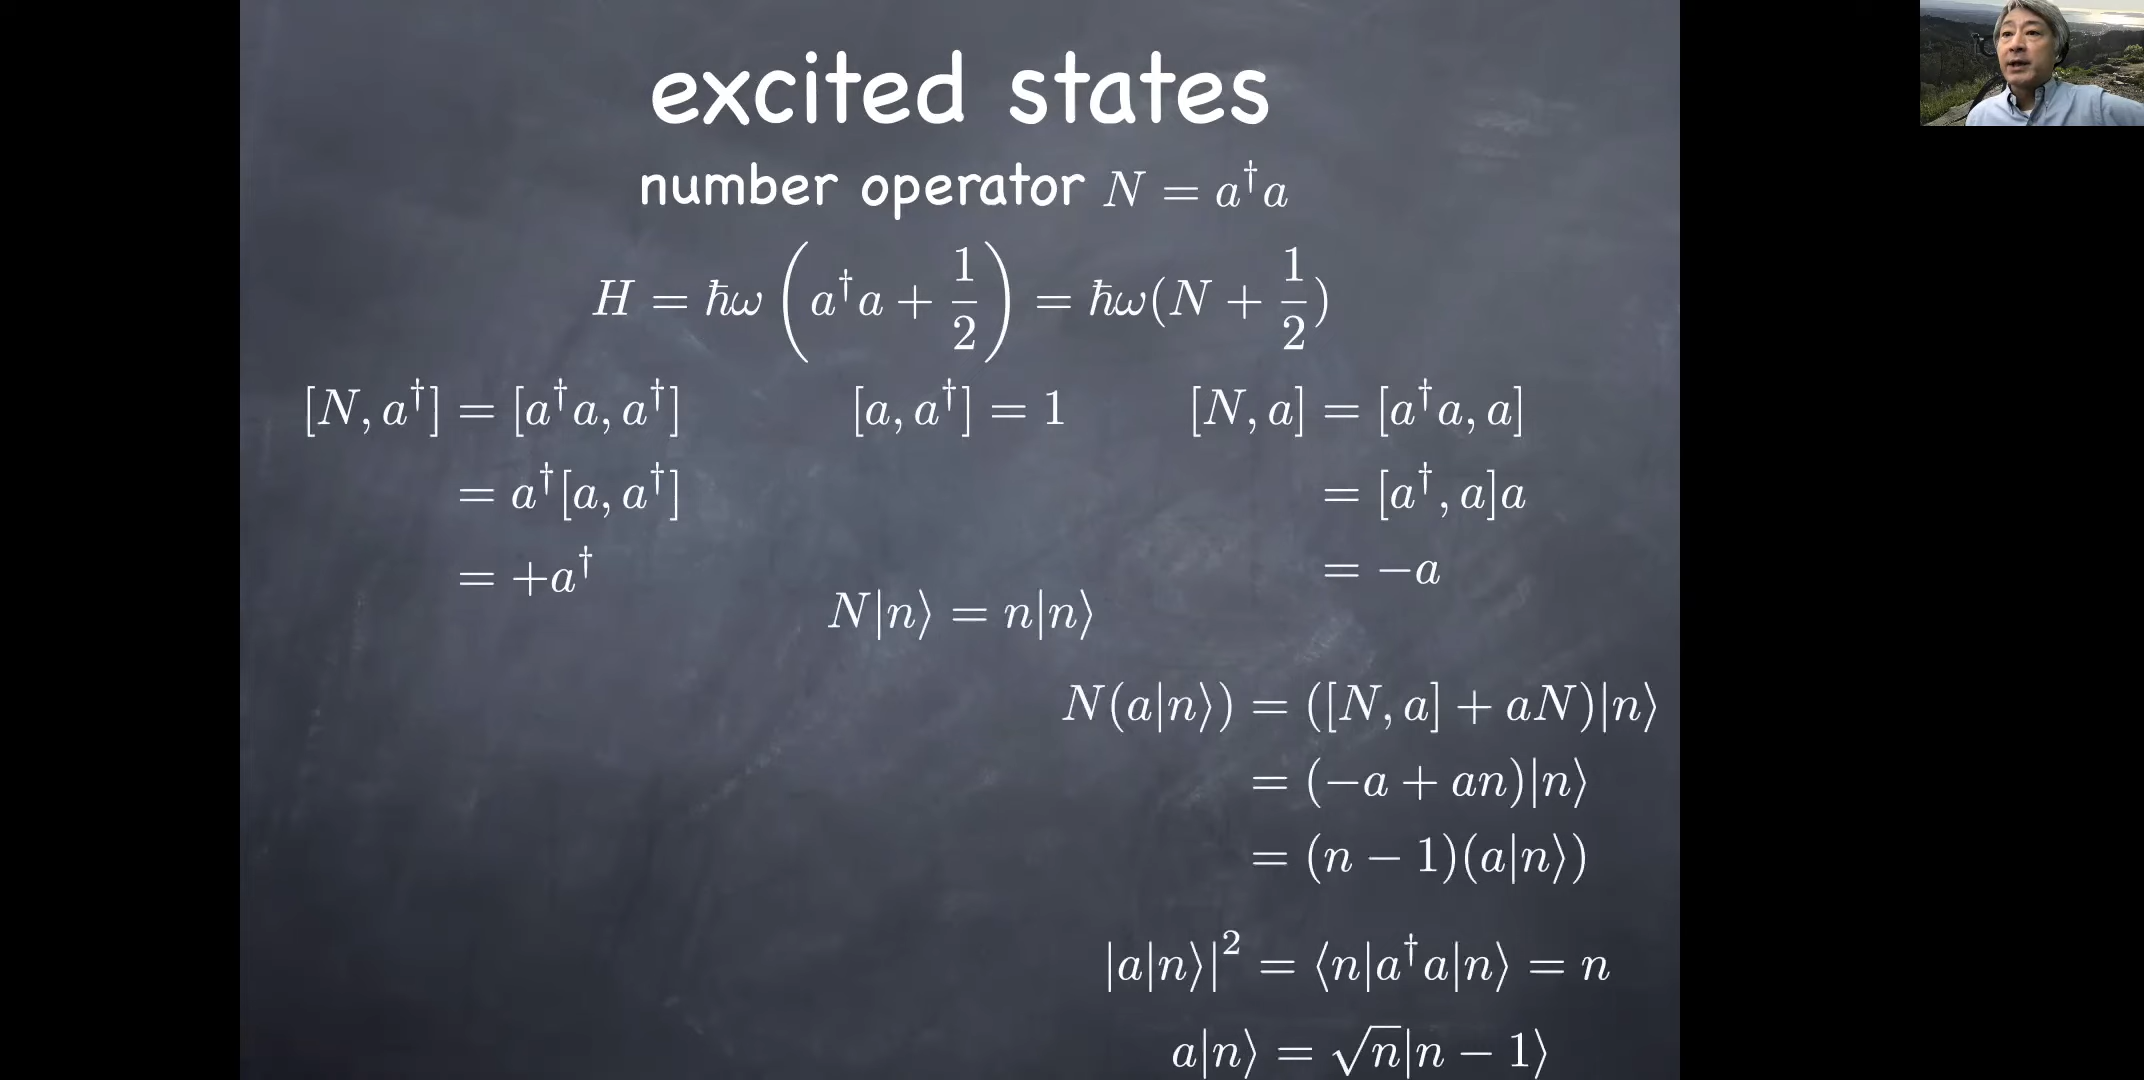 excited states
number operator N = a†a
H = ħω(a†a + 1/2) = ħω(N + 1/2)
[N, a†] = [a†a, a†]
= a†[a, a†]
= +a†
[a, a†] = 1
[N, a] = [a†a, a]
= [a†, a]a
= −a
N|n⟩ = n|n⟩
N(a|n⟩) = ([N, a] + aN)|n⟩
= (−a + an)|n⟩
= (n − 1)(a|n⟩)
|a|n⟩|² = ⟨n|a†a|n⟩ = n
a|n⟩ = √n|n − 1⟩